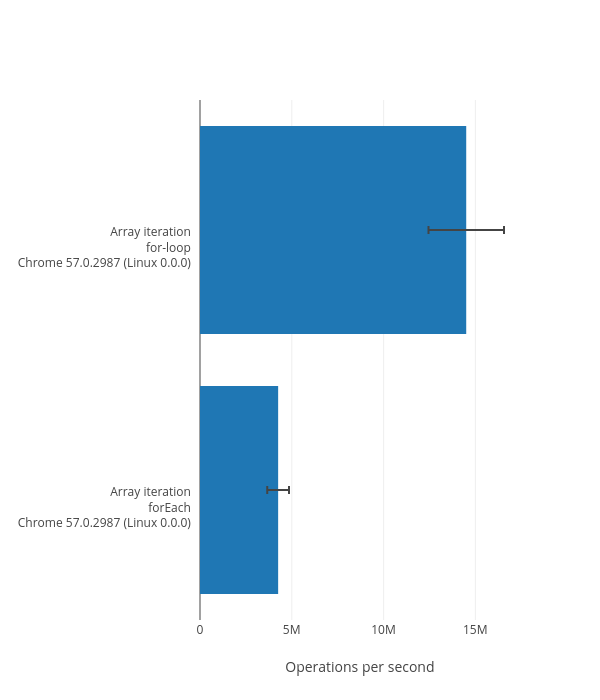 Array iteration
for-loop
Chrome 57.0.2987 (Linux 0.0.0)
Array iteration
forEach
Chrome 57.0.2987 (Linux 0.0.0)
0 5M 10M 15M
Operations per second